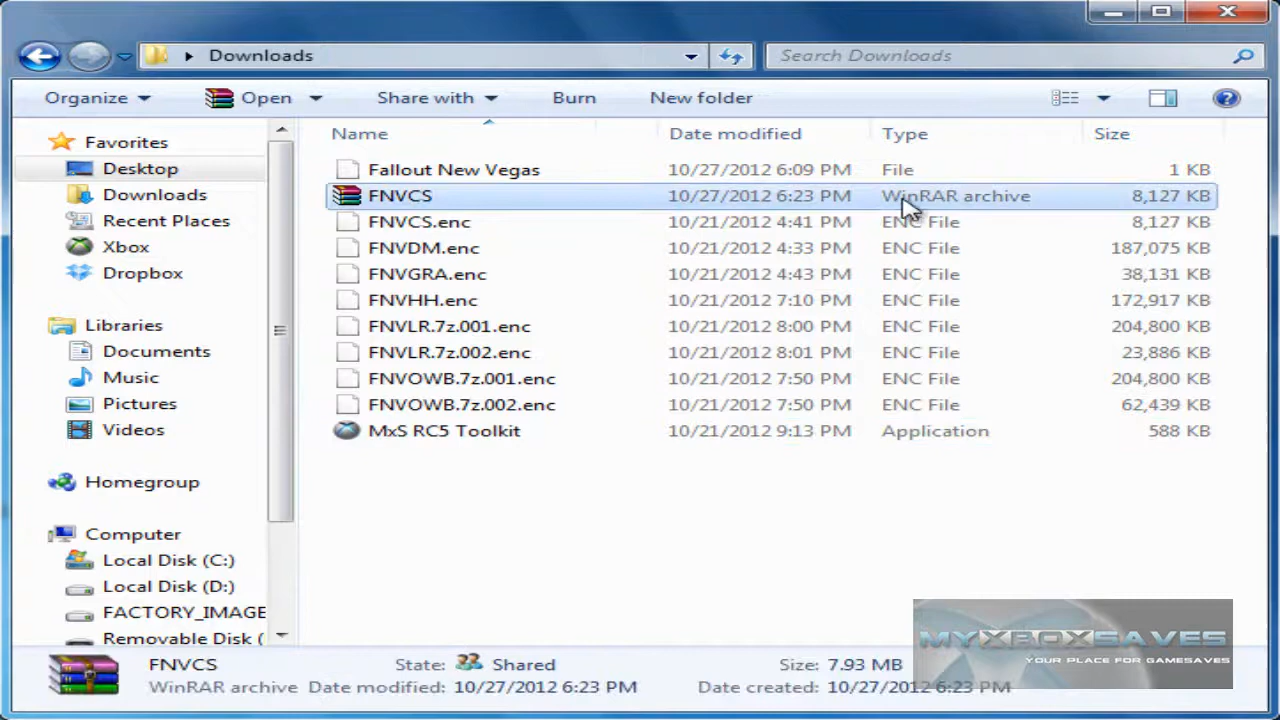 Downloads
Search Downloads
Organize Open Share with Burn New folder
Name Date modified Type Size
Favorites
Desktop
Downloads
Recent Places
Xbox
Dropbox
Libraries
Documents
Music
Pictures
Videos
Homegroup
Computer
Local Disk (C:)
Local Disk (D:)
FACTORY_IMAGE
Removable Disk (
Fallout New Vegas 10/27/2012 6:09 PM File 1 KB
FNVCS 10/27/2012 6:23 PM WinRAR archive 8,127 KB
FNVCS.enc 10/21/2012 4:41 PM ENC File 8,127 KB
FNVDM.enc 10/21/2012 4:33 PM ENC File 187,075 KB
FNVGRA.enc 10/21/2012 4:43 PM ENC File 38,131 KB
FNVHH.enc 10/21/2012 7:10 PM ENC File 172,917 KB
FNVLR.7z.001.enc 10/21/2012 8:00 PM ENC File 204,800 KB
FNVLR.7z.002.enc 10/21/2012 8:01 PM ENC File 23,886 KB
FNVOWB.7z.001.enc 10/21/2012 7:50 PM ENC File 204,800 KB
FNVOWB.7z.002.enc 10/21/2012 7:50 PM ENC File 62,439 KB
MxS RC5 Toolkit 10/21/2012 9:13 PM Application 588 KB
FNVCS State: Shared Size: 7.93 MB
WinRAR archive Date modified: 10/27/2012 6:23 PM Date created: 10/27/2012 6:23 PM
MYXBOXSAVES
YOUR PLACE FOR GAMESAVES